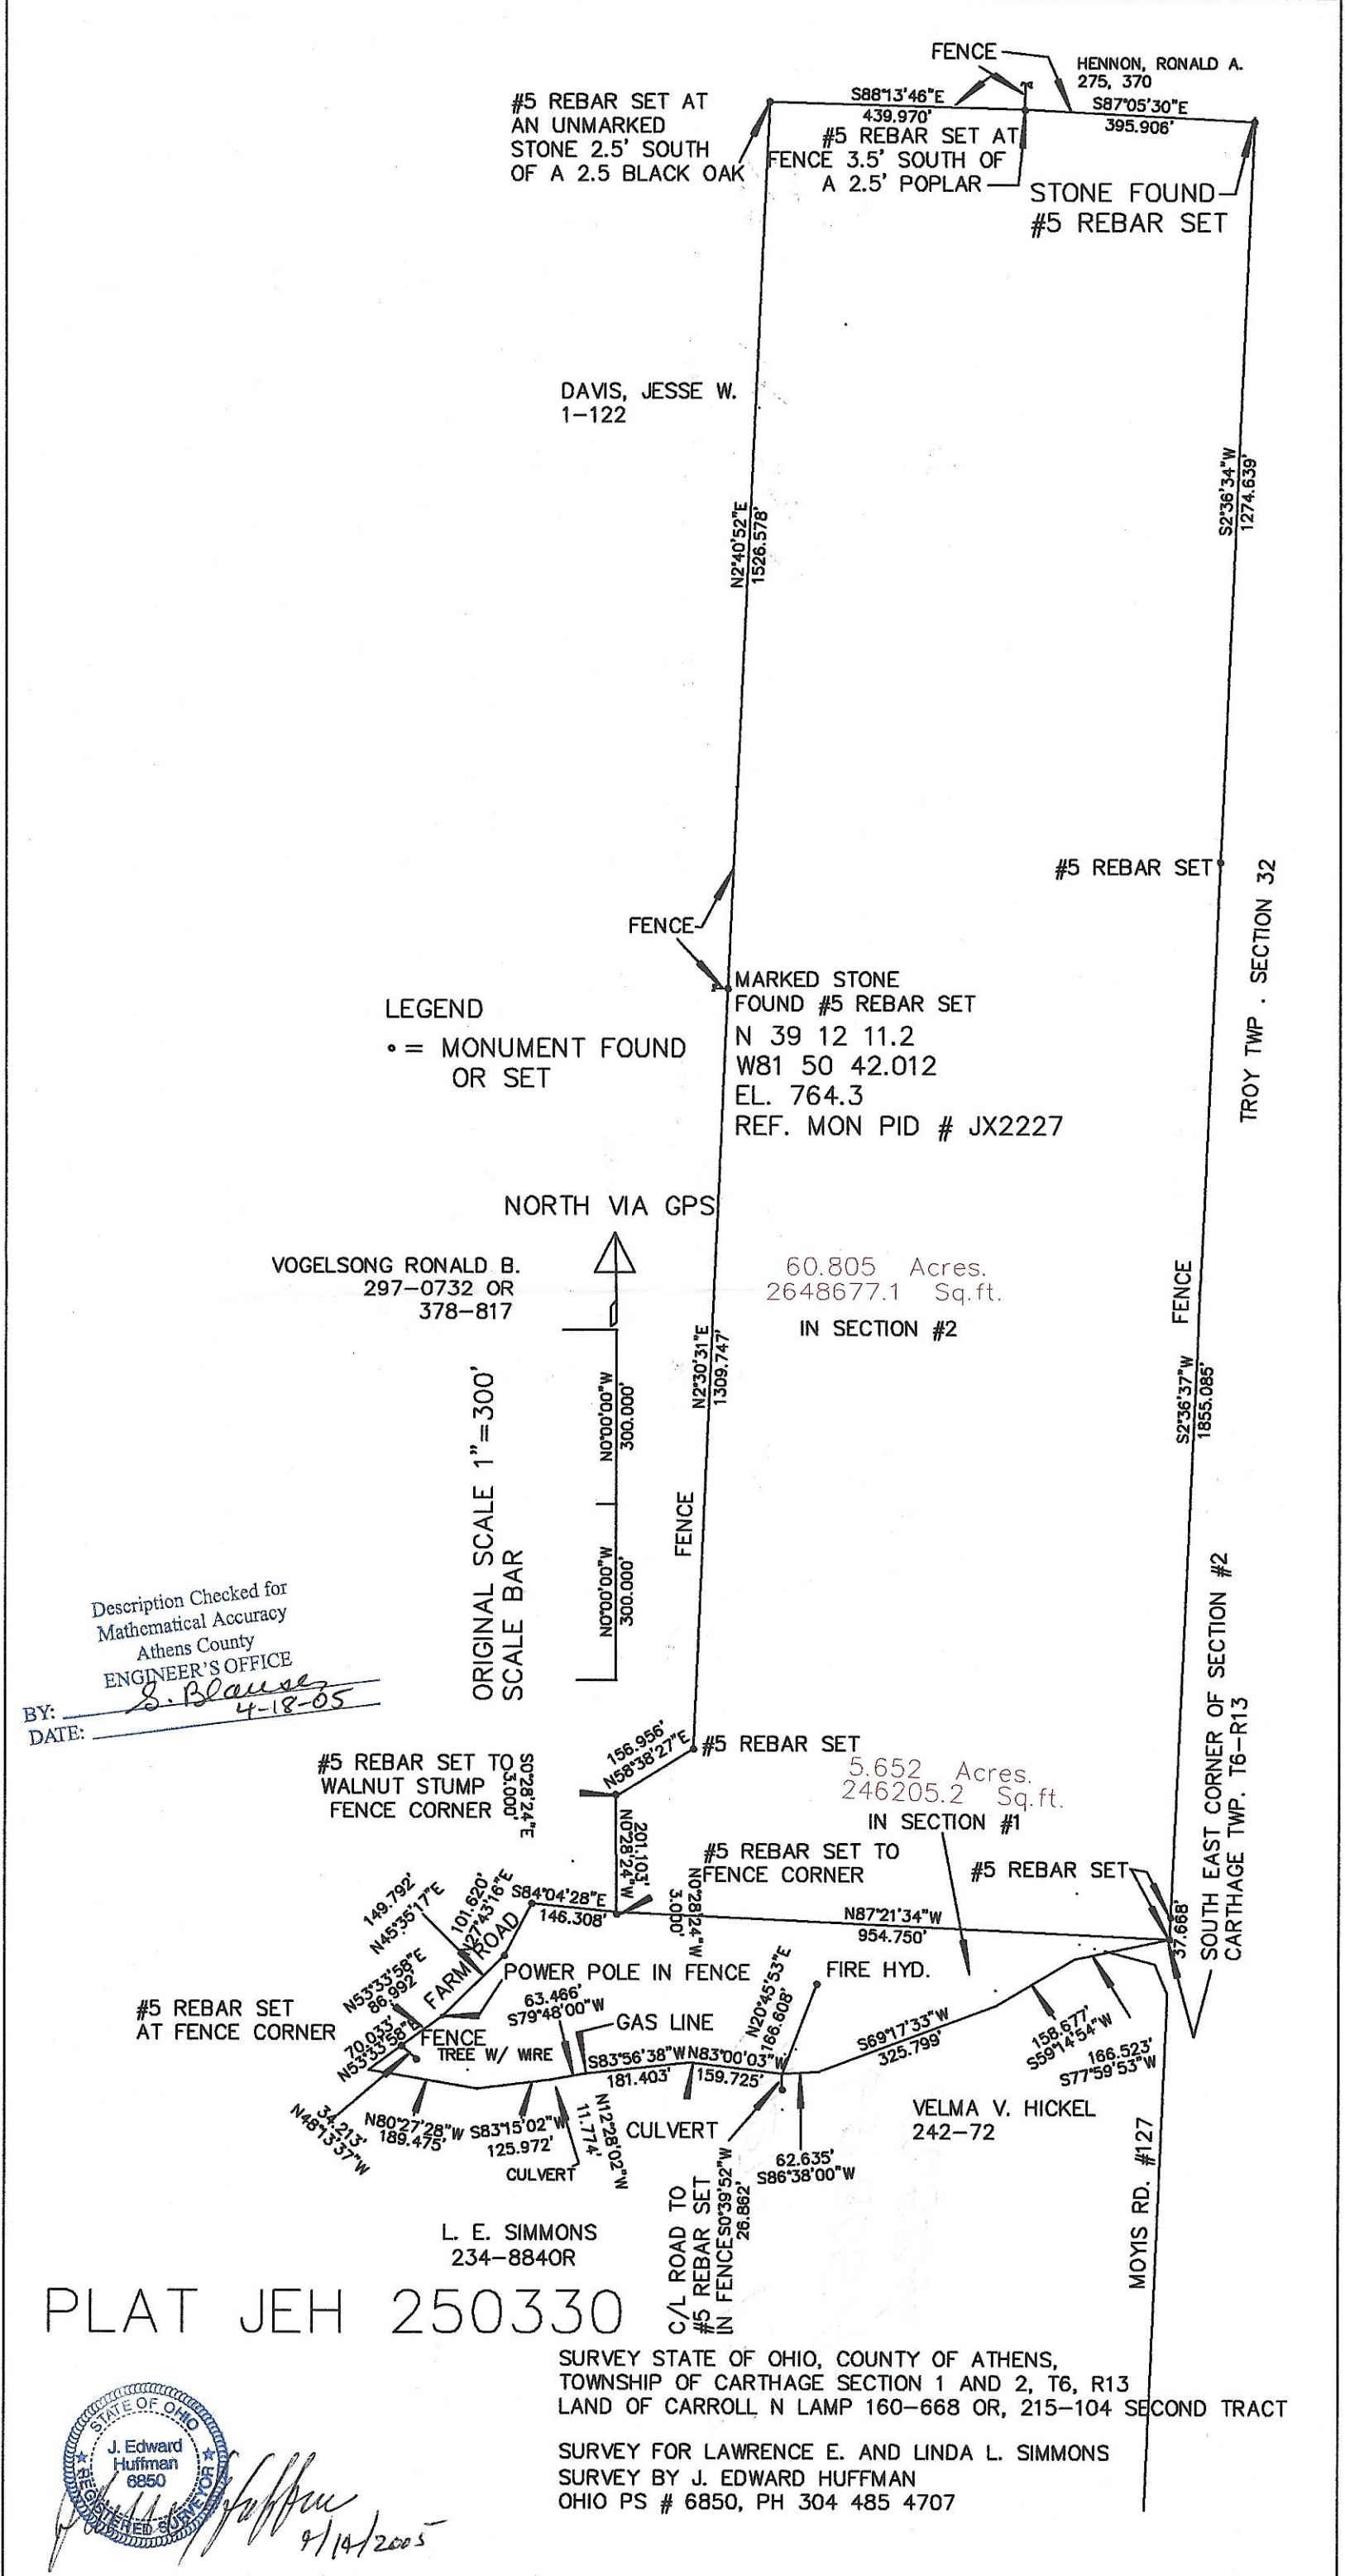 FENCE
HENNON, RONALD A.
275, 370
#5 REBAR SET AT
AN UNMARKED
STONE 2.5' SOUTH
OF A 2.5 BLACK OAK
S88°13'46"E
439.970'
S87°05'30"E
395.906'
#5 REBAR SET AT
FENCE 3.5' SOUTH OF
A 2.5' POPLAR
STONE FOUND
#5 REBAR SET
DAVIS, JESSE W.
1-122
N2°40'52"E
1526.578'
S2°36'34"W
1274.639'
#5 REBAR SET
TROY TWP . SECTION 32
FENCE
MARKED STONE
FOUND #5 REBAR SET
N 39 12 11.2
W81 50 42.012
EL. 764.3
REF. MON PID # JX2227
LEGEND
= MONUMENT FOUND
OR SET
NORTH VIA GPS
VOGELSONG RONALD B.
297-0732 OR
378-817
60.805 Acres.
2648677.1 Sq.ft.
IN SECTION #2
FENCE
N2°30'31"E
1309.747'
S2°36'37"W
1855.085'
N0°00'00"W
300.000'
N0°00'00"W
300.000'
ORIGINAL SCALE 1"=300'
SCALE BAR
FENCE
Description Checked for
Mathematical Accuracy
Athens County
ENGINEER'S OFFICE
BY: S. Blauser
DATE: 4-18-05
SOUTH EAST CORNER OF SECTION #2
CARTHAGE TWP. T6-R13
156.956'
N58°38'27"E
#5 REBAR SET
#5 REBAR SET TO
WALNUT STUMP
FENCE CORNER
S0°28'24"E
3.000'
5.652 Acres.
246205.2 Sq.ft.
IN SECTION #1
201.103'
N0°28'24"W
#5 REBAR SET TO
FENCE CORNER
N0°28'24"W
3.000'
#5 REBAR SET
37.668'
149.792'
N45°35'17"E
101.620'
N27°43'16"E
S84°04'28"E
146.308'
N87°21'34"W
954.750'
FARM ROAD
N53°33'58"E
86.992'
POWER POLE IN FENCE
FIRE HYD.
#5 REBAR SET
AT FENCE CORNER
70.033'
N53°33'58"E
FENCE
TREE W/ WIRE
63.466'
S79°48'00"W
GAS LINE
N20°45'53"E
166.608'
S83°56'38"W
181.403'
N83°00'03"W
159.725'
S69°17'33"W
325.799'
158.677'
S59°14'54"W
166.523'
S77°59'53"W
34.213'
N48°13'37"W
N80°27'28"W
189.475'
S83°15'02"W
125.972'
CULVERT
N12°28'02"W
11.774'
CULVERT
62.635'
S86°38'00"W
VELMA V. HICKEL
242-72
C/L ROAD TO
#5 REBAR SET
IN FENCE
S0°39'52"W
26.862'
MOYIS RD. #127
L. E. SIMMONS
234-884OR
PLAT JEH 250330
SURVEY STATE OF OHIO, COUNTY OF ATHENS,
TOWNSHIP OF CARTHAGE SECTION 1 AND 2, T6, R13
LAND OF CARROLL N LAMP 160-668 OR, 215-104 SECOND TRACT
SURVEY FOR LAWRENCE E. AND LINDA L. SIMMONS
SURVEY BY J. EDWARD HUFFMAN
OHIO PS # 6850, PH 304 485 4707
STATE OF OHIO
J. Edward
Huffman
6850
REGISTERED SURVEYOR